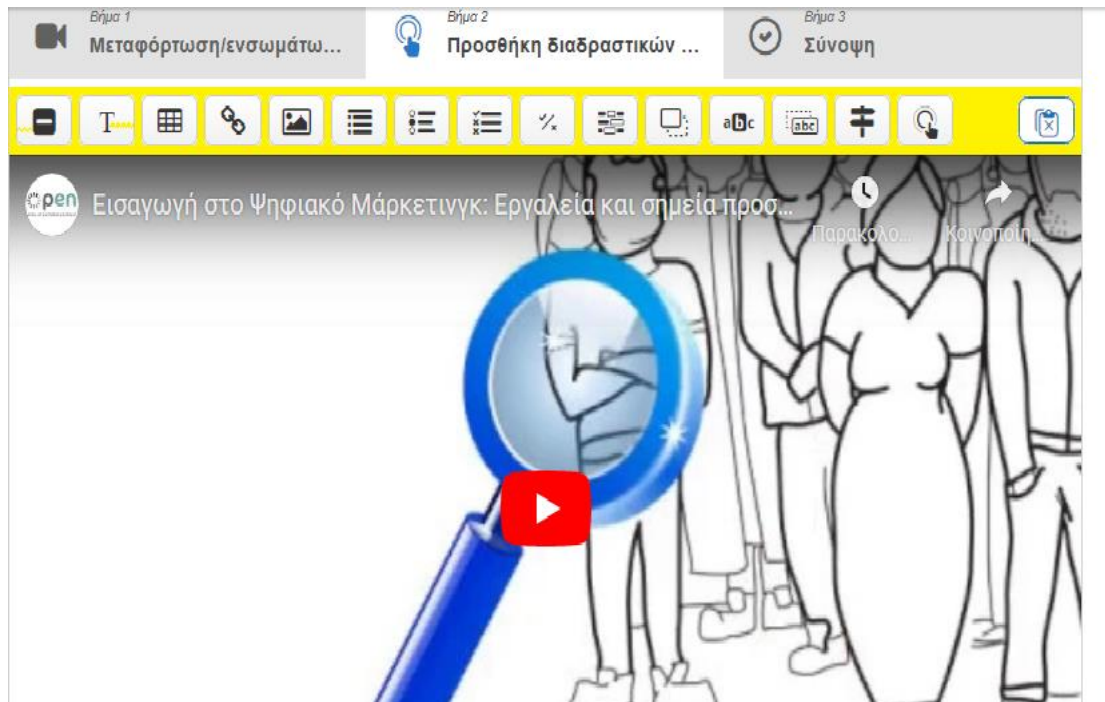 Βήμα 1
Μεταφόρτωση/ενσωμάτω...
Βήμα 2
Προσθήκη διαδραστικών ...
Βήμα 3
Σύνοψη
T
abc
abc
open
Εισαγωγή στο Ψηφιακό Μάρκετινγκ: Εργαλεία και σημεία προσ...
Παρακολο...
Κοινοποίη...